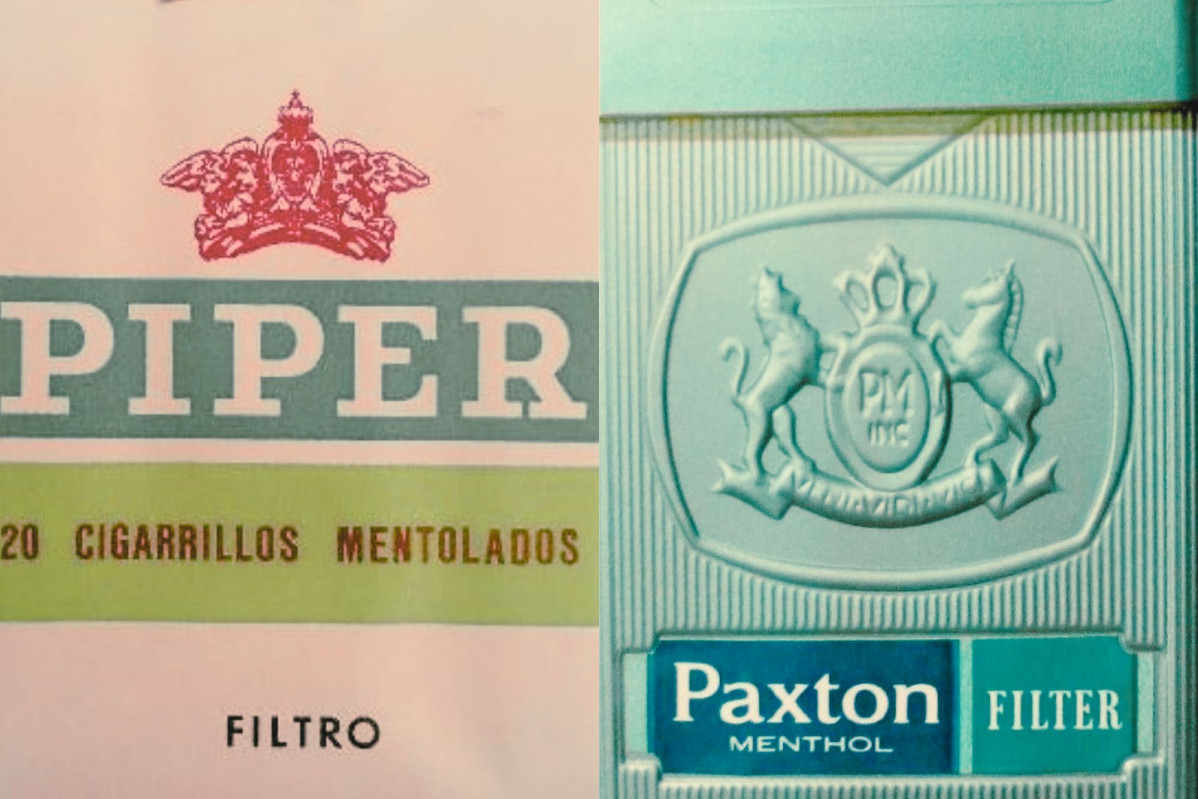 PIPER
20 CIGARRILLOS MENTOLADOS
FILTRO
PM
INC
Paxton
MENTHOL
FILTER